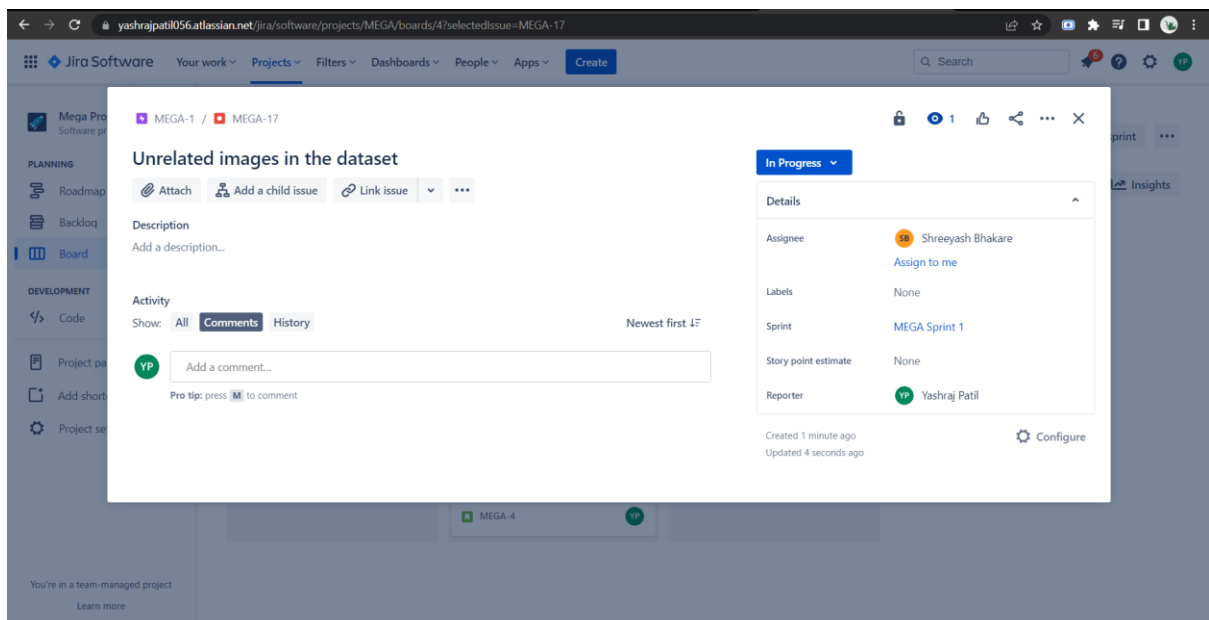 yashrajpatil056.atlassian.net/jira/software/projects/MEGA/boards/4?selectedIssue=MEGA-17
Jira Software Your work Projects Filters Dashboards People Apps Create Search 6 YP
Mega Pro
Software pr
PLANNING
Roadmap
Backlog
Board
DEVELOPMENT
Code
Project pa
Add short
Project se
You're in a team-managed project
Learn more
MEGA-1 / MEGA-17
Unrelated images in the dataset
Attach Add a child issue Link issue
Description
Add a description...
Activity
Show: All Comments History Newest first
YP Add a comment...
Pro tip: press M to comment
1
In Progress
Details
Assignee SB Shreeyash Bhakare
Assign to me
Labels None
Sprint MEGA Sprint 1
Story point estimate None
Reporter YP Yashraj Patil
Created 1 minute ago
Updated 4 seconds ago
Configure
print
Insights
MEGA-4 YP